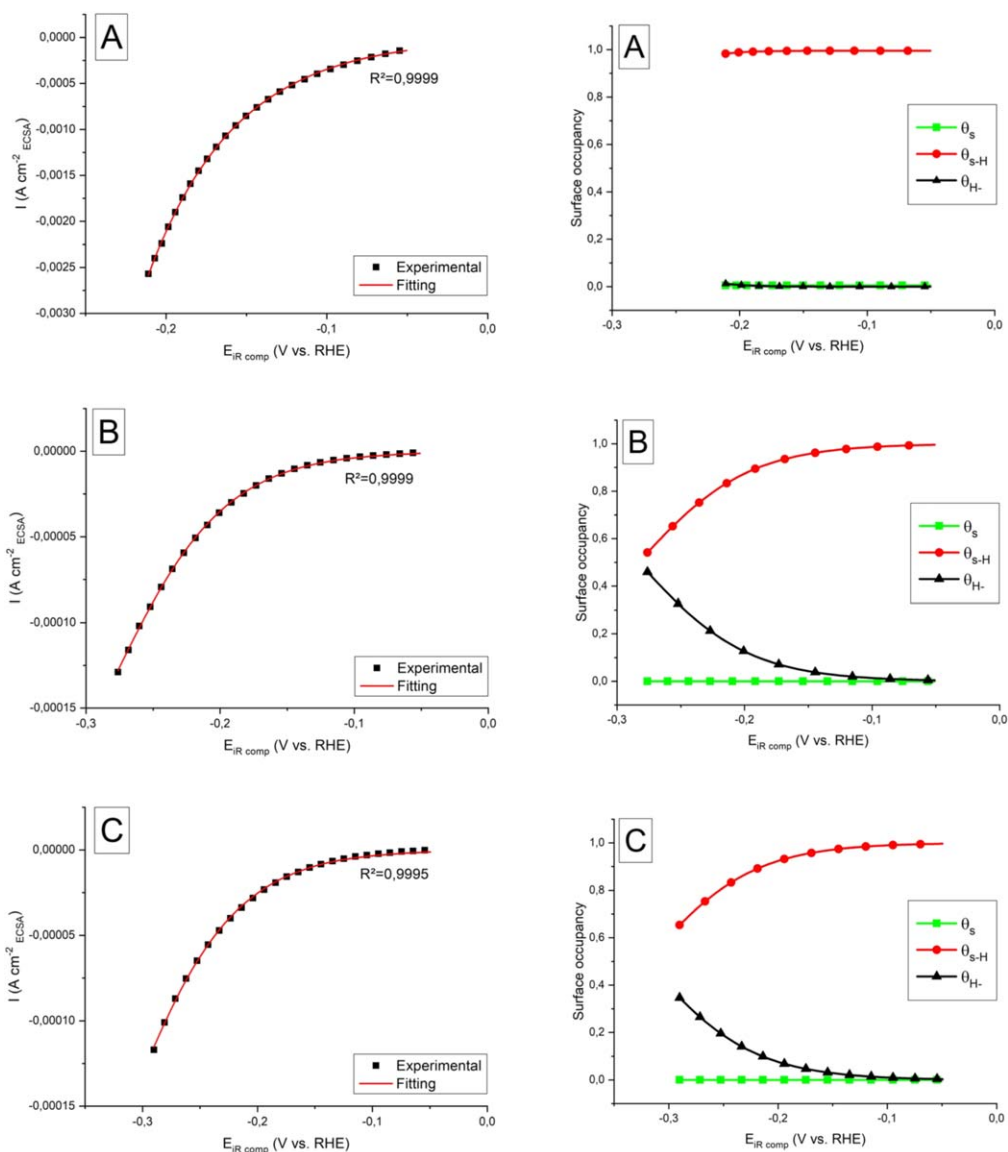 A
0,0000
-0,0005
-0,0010
-0,0015
-0,0020
-0,0025
-0,0030
I (A cm-2 ECSA)
R²=0,9999
Experimental
Fitting
-0,2
-0,1
0,0
EiR comp (V vs. RHE)
A
1,0
0,8
0,6
0,4
0,2
0,0
Surface occupancy
θs
θs-H
θH-
-0,3
-0,2
-0,1
0,0
EiR comp (V vs. RHE)
B
0,00000
-0,00005
-0,00010
-0,00015
I (A cm-2 ECSA)
R²=0,9999
Experimental
Fitting
-0,3
-0,2
-0,1
0,0
EiR comp (V vs. RHE)
B
1,0
0,8
0,6
0,4
0,2
0,0
Surface occupancy
θs
θs-H
θH-
-0,3
-0,2
-0,1
0,0
EiR comp (V vs. RHE)
C
0,00000
-0,00005
-0,00010
-0,00015
I (A cm-2 ECSA)
R²=0,9995
Experimental
Fitting
-0,3
-0,2
-0,1
0,0
EiR comp (V vs. RHE)
C
1,0
0,8
0,6
0,4
0,2
0,0
Surface occupancy
θs
θs-H
θH-
-0,3
-0,2
-0,1
0,0
EiR comp (V vs. RHE)